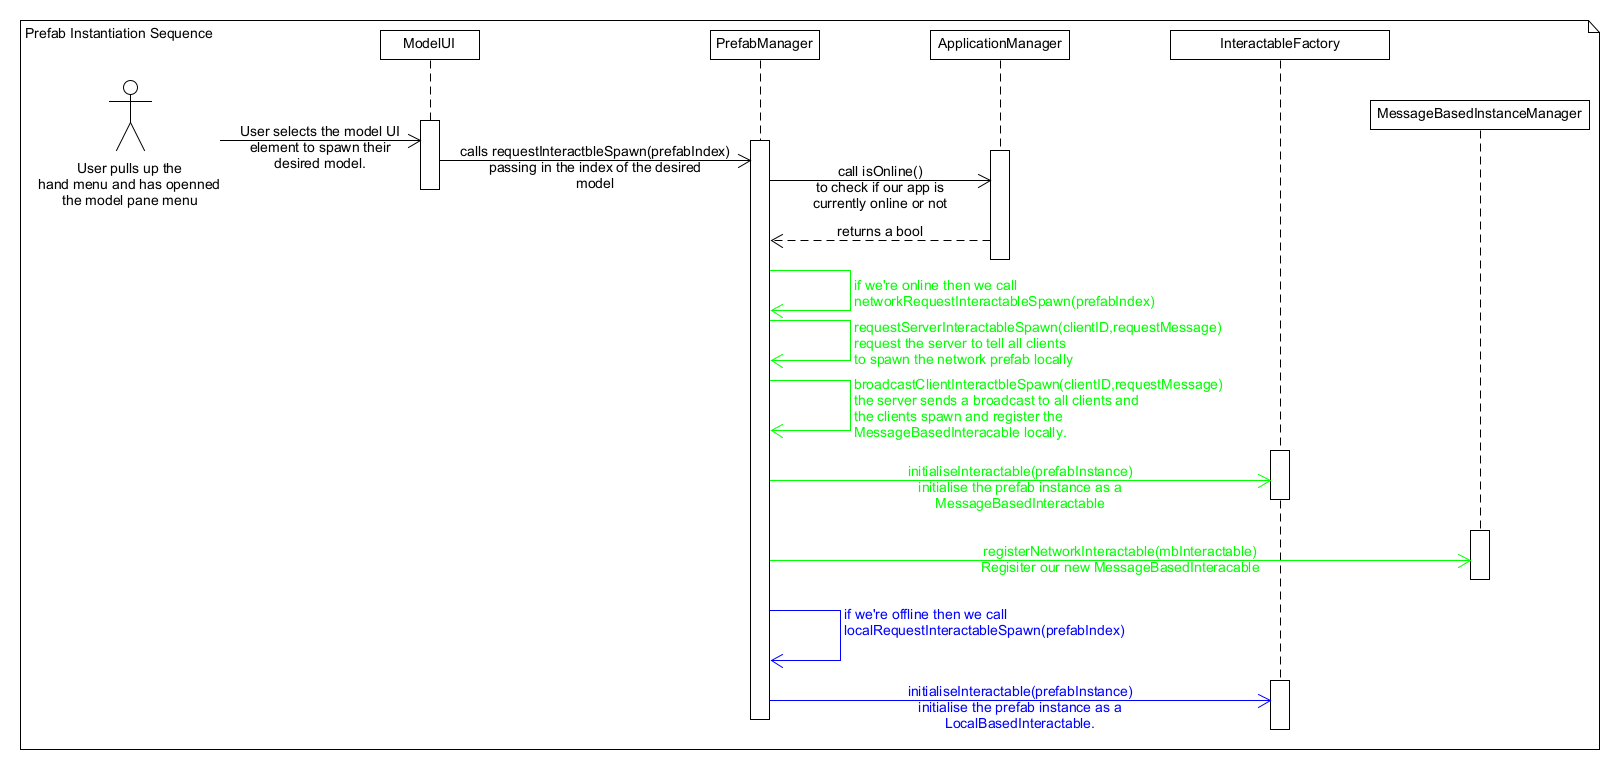 Prefab Instantiation Sequence
ModelUI
PrefabManager
ApplicationManager
InteractableFactory
MessageBasedInstanceManager
User pulls up the
hand menu and has openned
the model pane menu
User selects the model UI
element to spawn their
desired model.
calls requestInteractbleSpawn(prefabIndex)
passing in the index of the desired
model
call isOnline()
to check if our app is
currently online or not
returns a bool
if we're online then we call
networkRequestInteractableSpawn(prefabIndex)
requestServerInteractableSpawn(clientID,requestMessage)
request the server to tell all clients
to spawn the network prefab locally
broadcastClientInteractbleSpawn(clientID,requestMessage)
the server sends a broadcast to all clients and
the clients spawn and register the
MessageBasedInteracable locally.
initialiseInteractable(prefabInstance)
initialise the prefab instance as a
MessageBasedInteractable
registerNetworkInteractable(mbInteractable)
Regisiter our new MessageBasedInteracable
if we're offline then we call
localRequestInteractableSpawn(prefabIndex)
initialiseInteractable(prefabInstance)
initialise the prefab instance as a
LocalBasedInteractable.